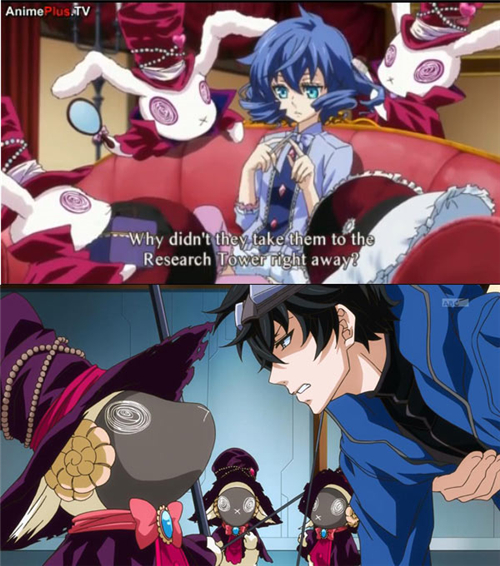 AnimePlus.TV
Why didn't they take them to the
Research Tower right away?